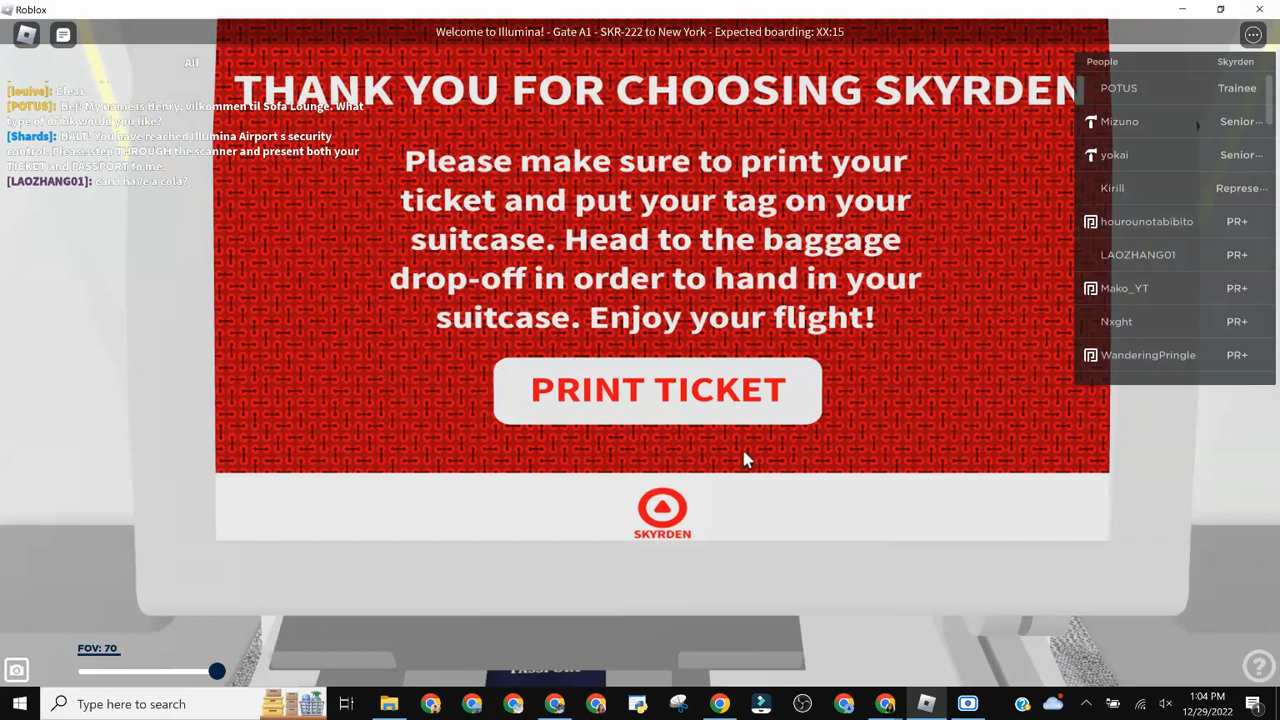 Roblox
Welcome to Illumina! - Gate A1 - SKR-222 to New York - Expected boarding: XX:15
All
[louive]: Clear.
[POTUS]: Hej! My name is Henry, vilkommen til Sofa Lounge. What
type of drink would you like?
[Shards]: HALT! You have reached Illumina Airport s security
control. Please step THROUGH the scanner and present both your
TICKET and PASSPORT to me.
[LAOZHANG01]: can i have a cola?
THANK YOU FOR CHOOSING SKYRDEN
Please make sure to print your
ticket and put your tag on your
suitcase. Head to the baggage
drop-off in order to hand in your
suitcase. Enjoy your flight!
PRINT TICKET
SKYRDEN
People Skyrden
POTUS Trainee
Mizuno Senior...
yokai Senior...
Kirill Represe...
hourounotabibito PR+
LAOZHANG01 PR+
Mako_YT PR+
Nxght PR+
WanderingPringle PR+
PASSPORT
FOV: 70
Type here to search
1:04 PM
12/29/2022